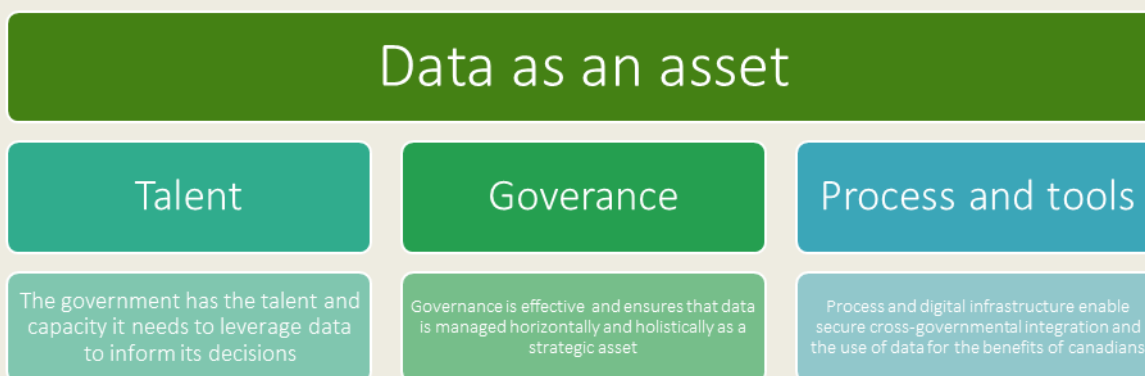 Data as an asset
Talent
Goverance
Process and tools
The government has the talent and
capacity it needs to leverage data
to inform its decisions
Governance is effective and ensures that data
is managed horizontally and holistically as a
strategic asset
Process and digital infrastructure enable
secure cross-governmental integration and
the use of data for the benefits of canadians